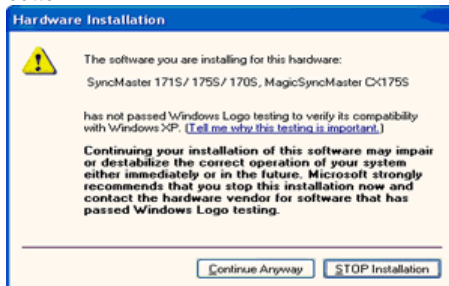 Hardware Installation
The software you are installing for this hardware:
SyncMaster 171S/ 175S/ 170S, MagicSyncMaster CX175S
has not passed Windows Logo testing to verify its compatibility
with Windows XP. (Tell me why this testing is important.)
Continuing your installation of this software may impair
or destabilize the correct operation of your system
either immediately or in the future. Microsoft strongly
recommends that you stop this installation now and
contact the hardware vendor for software that has
passed Windows Logo testing.
Continue Anyway
STOP Installation